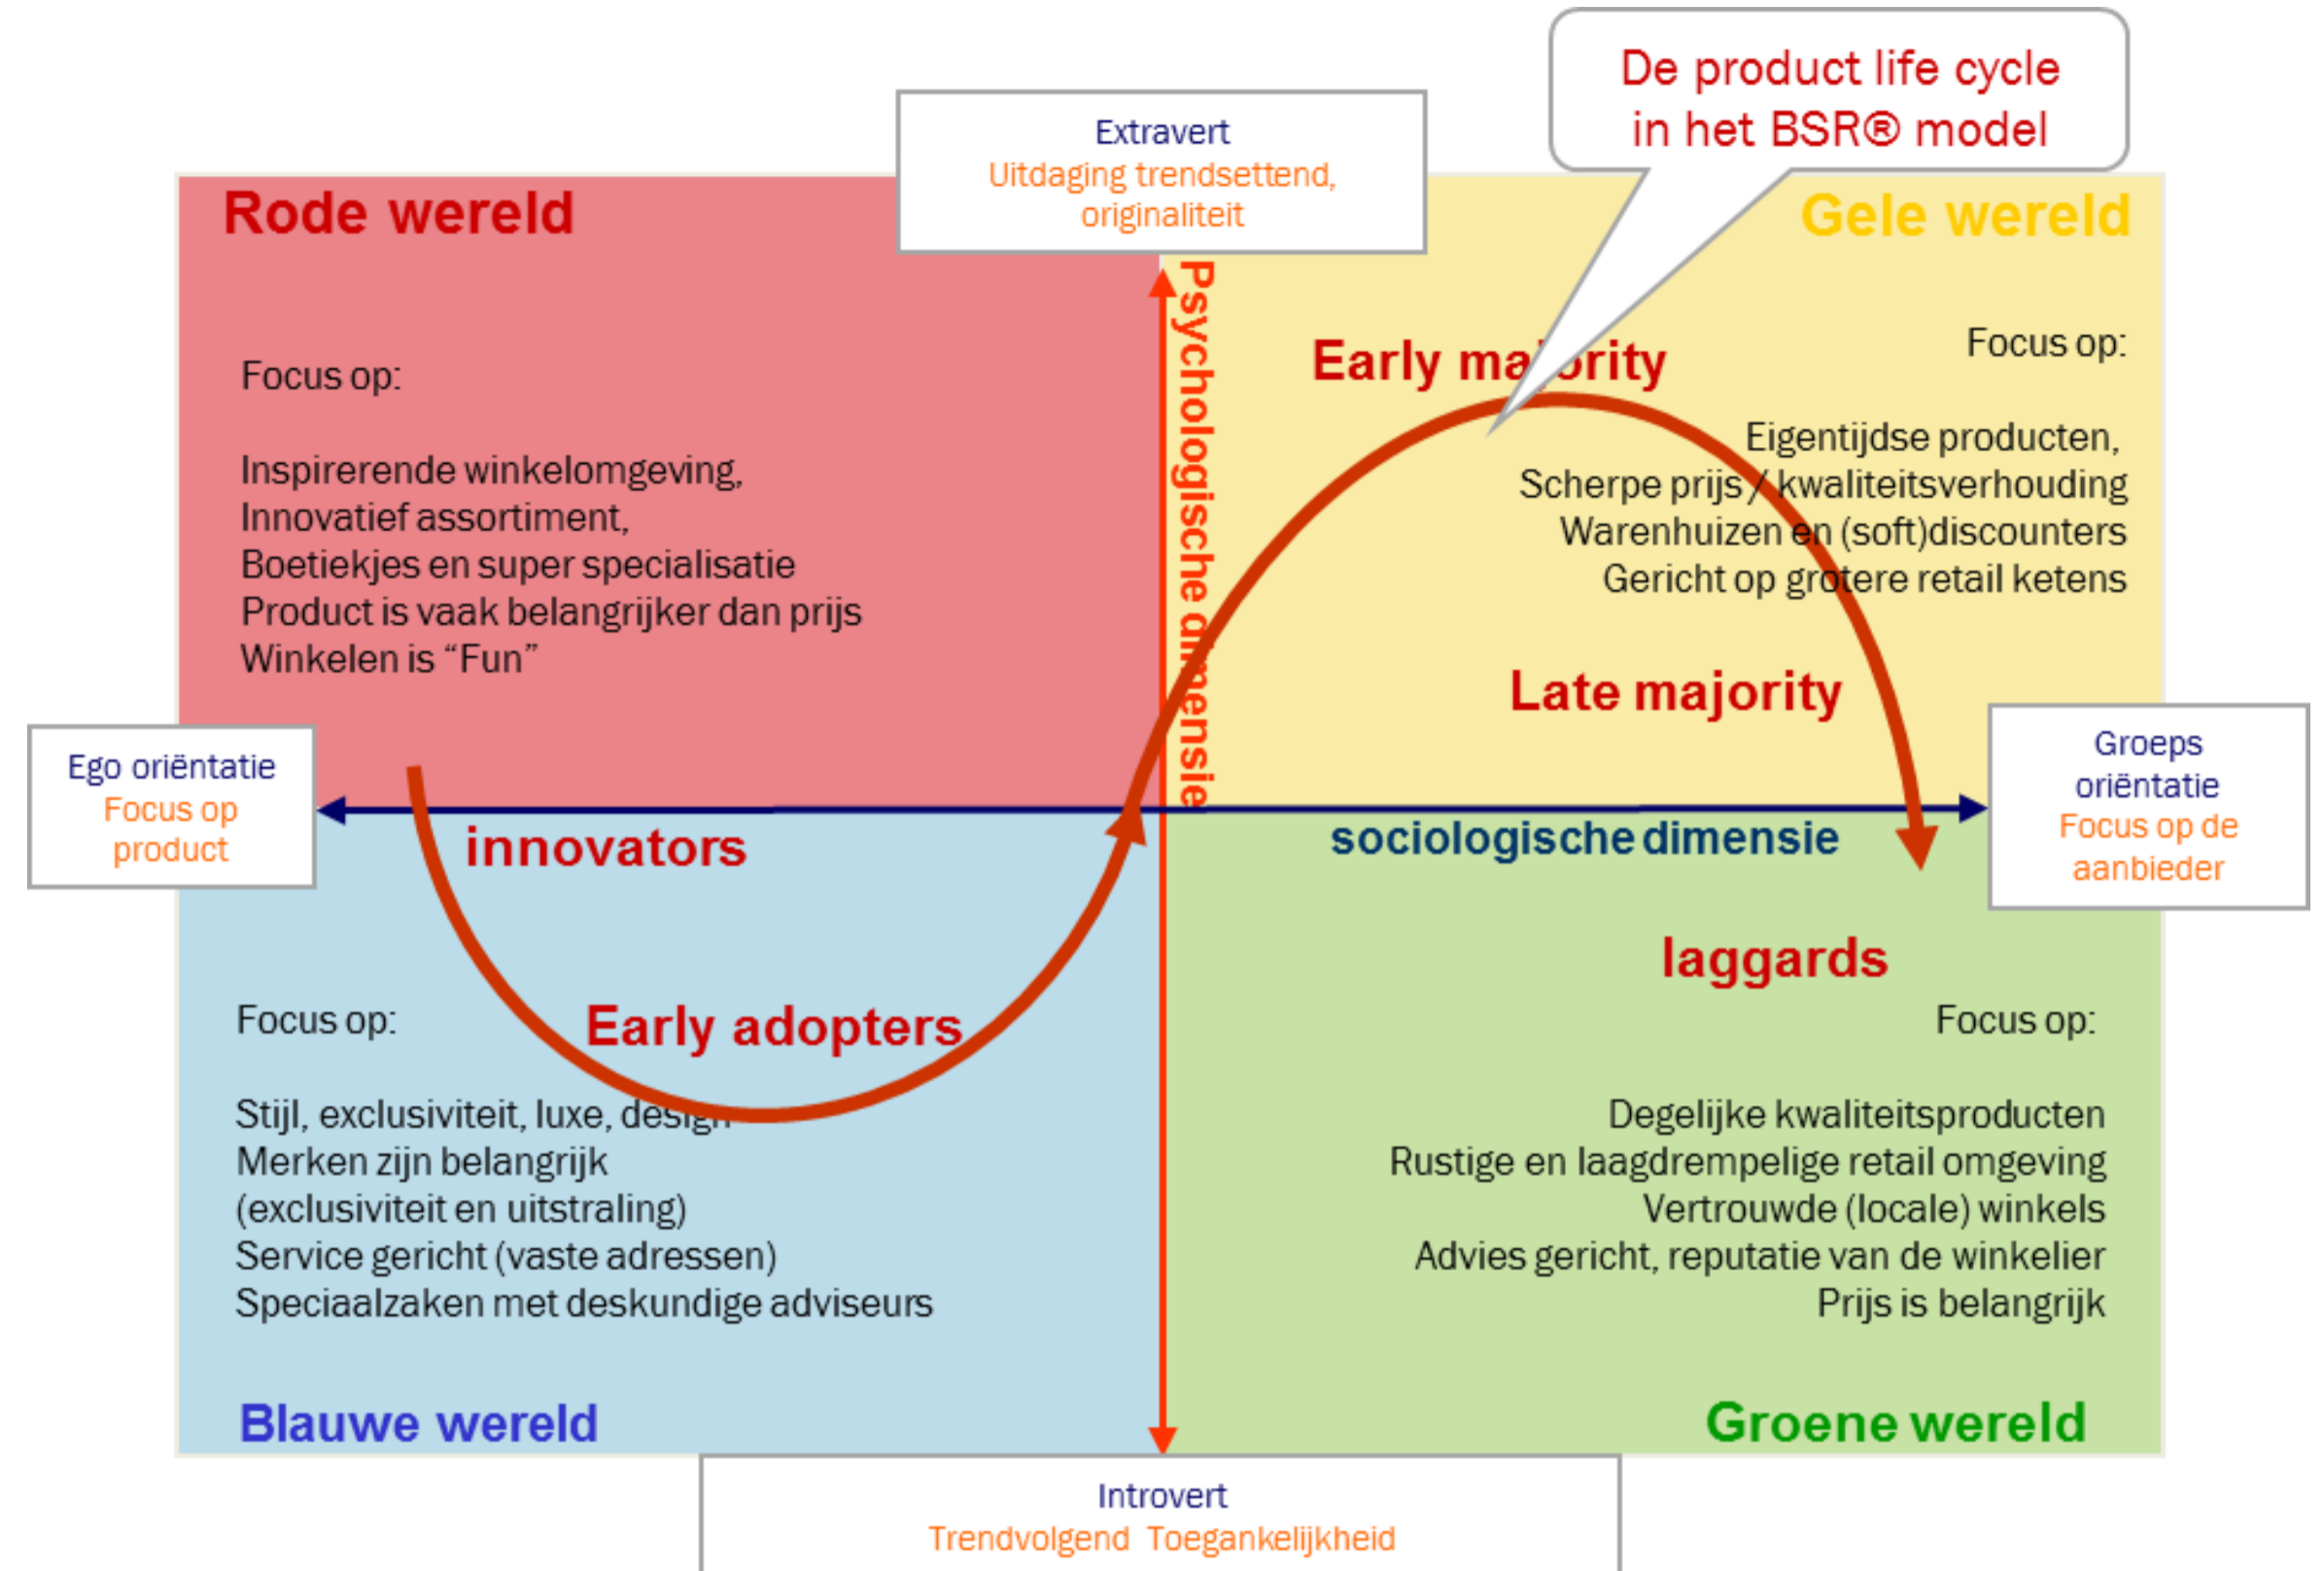 De product life cycle
in het BSR® model
Extravert
Uitdaging trendsettend,
originaliteit
Rode wereld
Focus op:
Inspirerende winkelomgeving,
Innovatief assortiment,
Boetiekjes en super specialisatie
Product is vaak belangrijker dan prijs
Winkelen is “Fun”
Psychologische dimensie
Gele wereld
Early majority
Focus op:
Eigentijdse producten,
Scherpe prijs / kwaliteitsverhouding
Warenhuizen en (soft)discounters
Gericht op grotere retail ketens
Late majority
Ego oriëntatie
Focus op
product
innovators
sociologische dimensie
Groeps
oriëntatie
Focus op de
aanbieder
Early adopters
Focus op:
Stijl, exclusiviteit, luxe, design
Merken zijn belangrijk
(exclusiviteit en uitstraling)
Service gericht (vaste adressen)
Speciaalzaken met deskundige adviseurs
Blauwe wereld
laggards
Focus op:
Degelijke kwaliteitsproducten
Rustige en laagdrempelige retail omgeving
Vertrouwde (locale) winkels
Advies gericht, reputatie van de winkelier
Prijs is belangrijk
Groene wereld
Introvert
Trendvolgend Toegankelijkheid